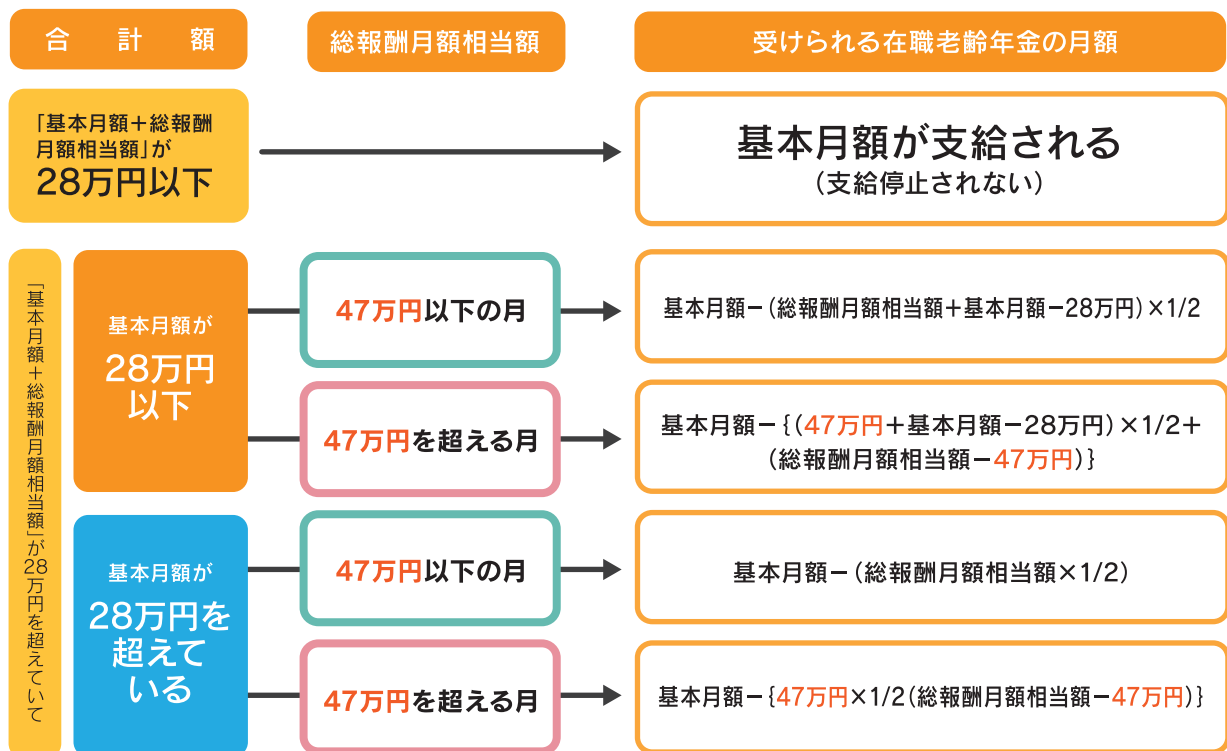 合計額
総報酬月額相当額
受けられる在職老齢年金の月額
「基本月額＋総報酬
月額相当額」が
28万円以下
基本月額が支給される
（支給停止されない）
「基本月額＋総報酬月額相当額」が28万円を超えていて
基本月額が
28万円
以下
47万円以下の月
基本月額－（総報酬月額相当額＋基本月額－28万円）×1/2
47万円を超える月
基本月額－｛（47万円＋基本月額－28万円）×1/2＋
（総報酬月額相当額－47万円）｝
基本月額が
28万円を
超えて
いる
47万円以下の月
基本月額－（総報酬月額相当額×1/2）
47万円を超える月
基本月額－｛47万円×1/2（総報酬月額相当額－47万円）｝